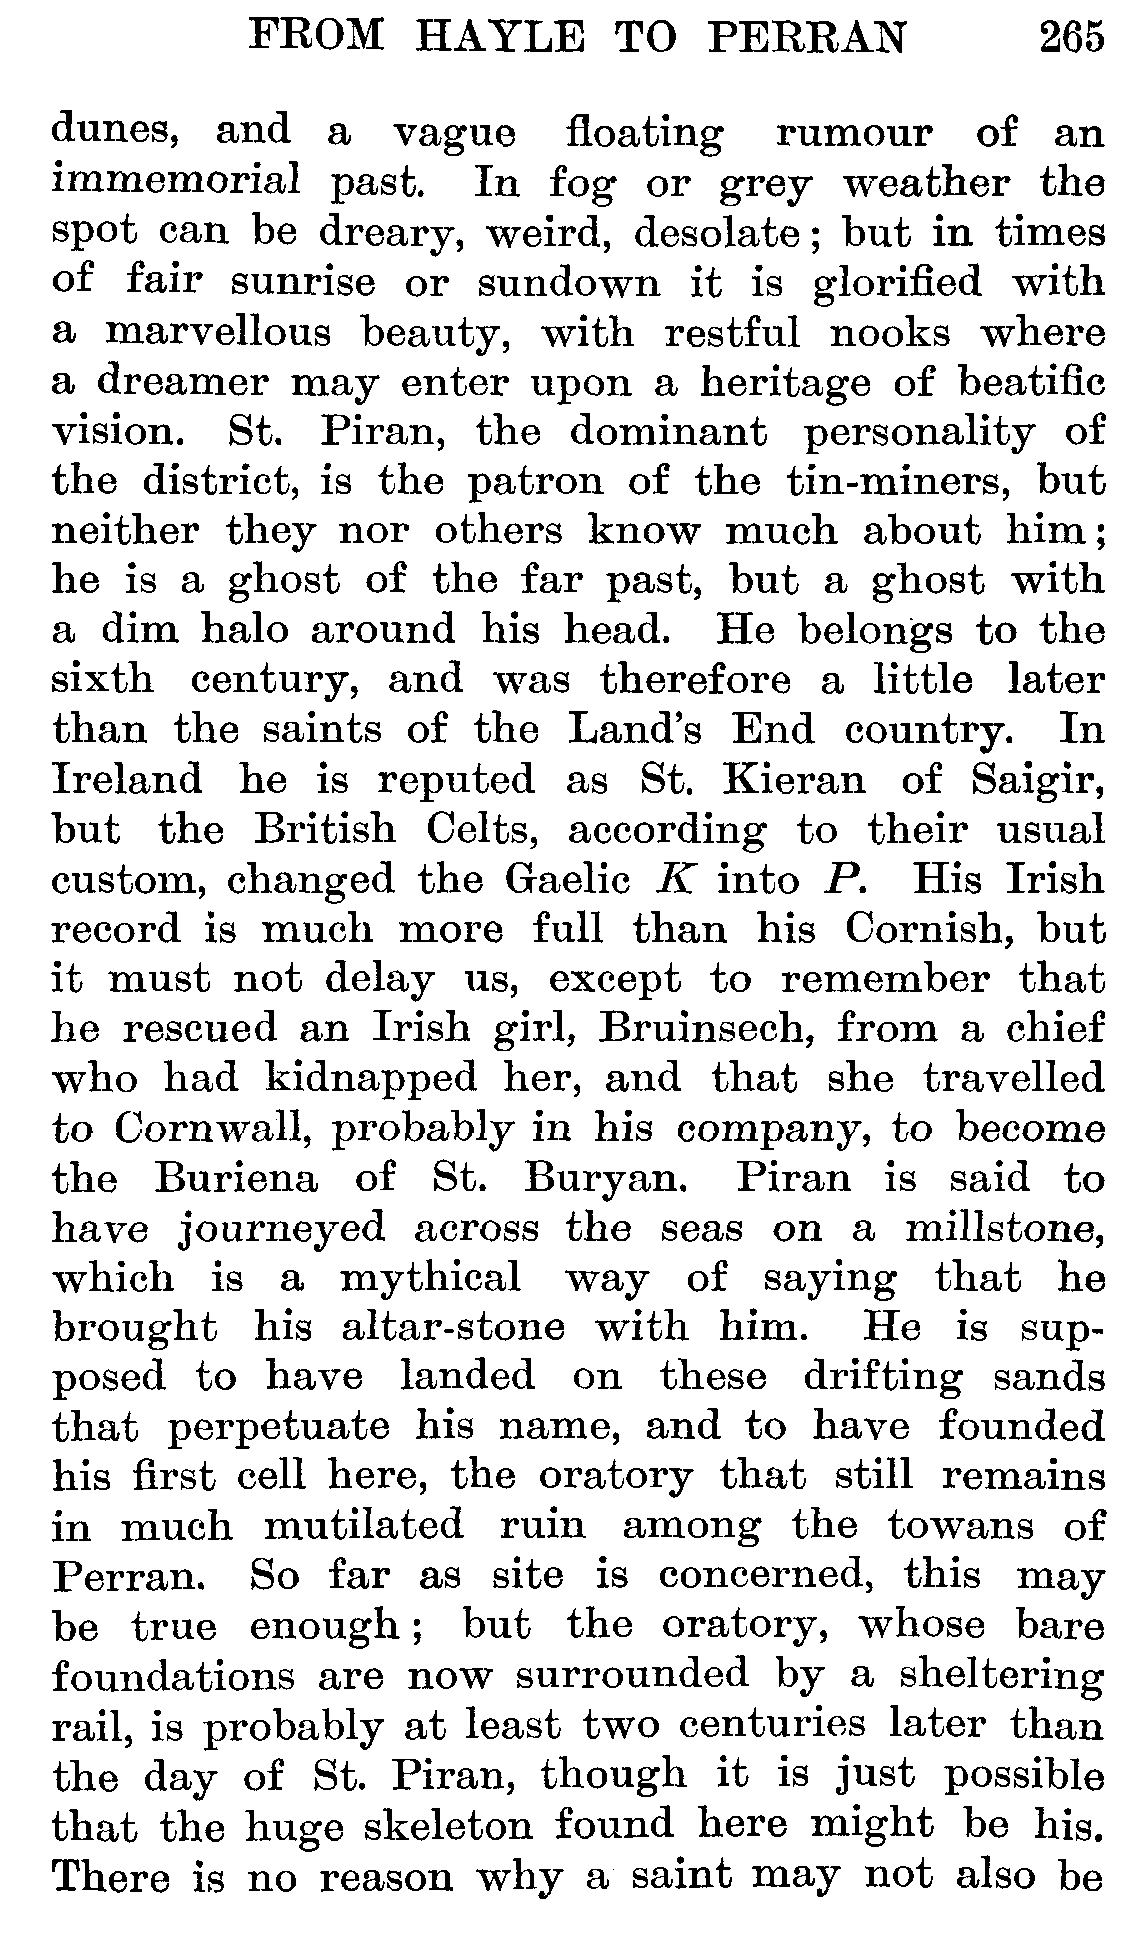 FROM HAYLE TO PERRAN 265
dunes, and a vague floating rumour of an
immemorial past. In fog or grey weather the
spot can be dreary, weird, desolate; but in times
of fair sunrise or sundown it is glorified with
a marvellous beauty, with restful nooks where
a dreamer may enter upon a heritage of beatific
vision. St. Piran, the dominant personality of
the district, is the patron of the tin-miners, but
neither they nor others know much about him;
he is a ghost of the far past, but a ghost with
a dim halo around his head. He belongs to the
sixth century, and was therefore a little later
than the saints of the Land's End country. In
Ireland he is reputed as St. Kieran of Saigir,
but the British Celts, according to their usual
custom, changed the Gaelic K into P. His Irish
record is much more full than his Cornish, but
it must not delay us, except to remember that
he rescued an Irish girl, Bruinsech, from a chief
who had kidnapped her, and that she travelled
to Cornwall, probably in his company, to become
the Buriena of St. Buryan. Piran is said to
have journeyed across the seas on a millstone,
which is a mythical way of saying that he
brought his altar-stone with him. He is sup-
posed to have landed on these drifting sands
that perpetuate his name, and to have founded
his first cell here, the oratory that still remains
in much mutilated ruin among the towans of
Perran. So far as site is concerned, this may
be true enough; but the oratory, whose bare
foundations are now surrounded by a sheltering
rail, is probably at least two centuries later than
the day of St. Piran, though it is just possible
that the huge skeleton found here might be his.
There is no reason why a saint may not also be